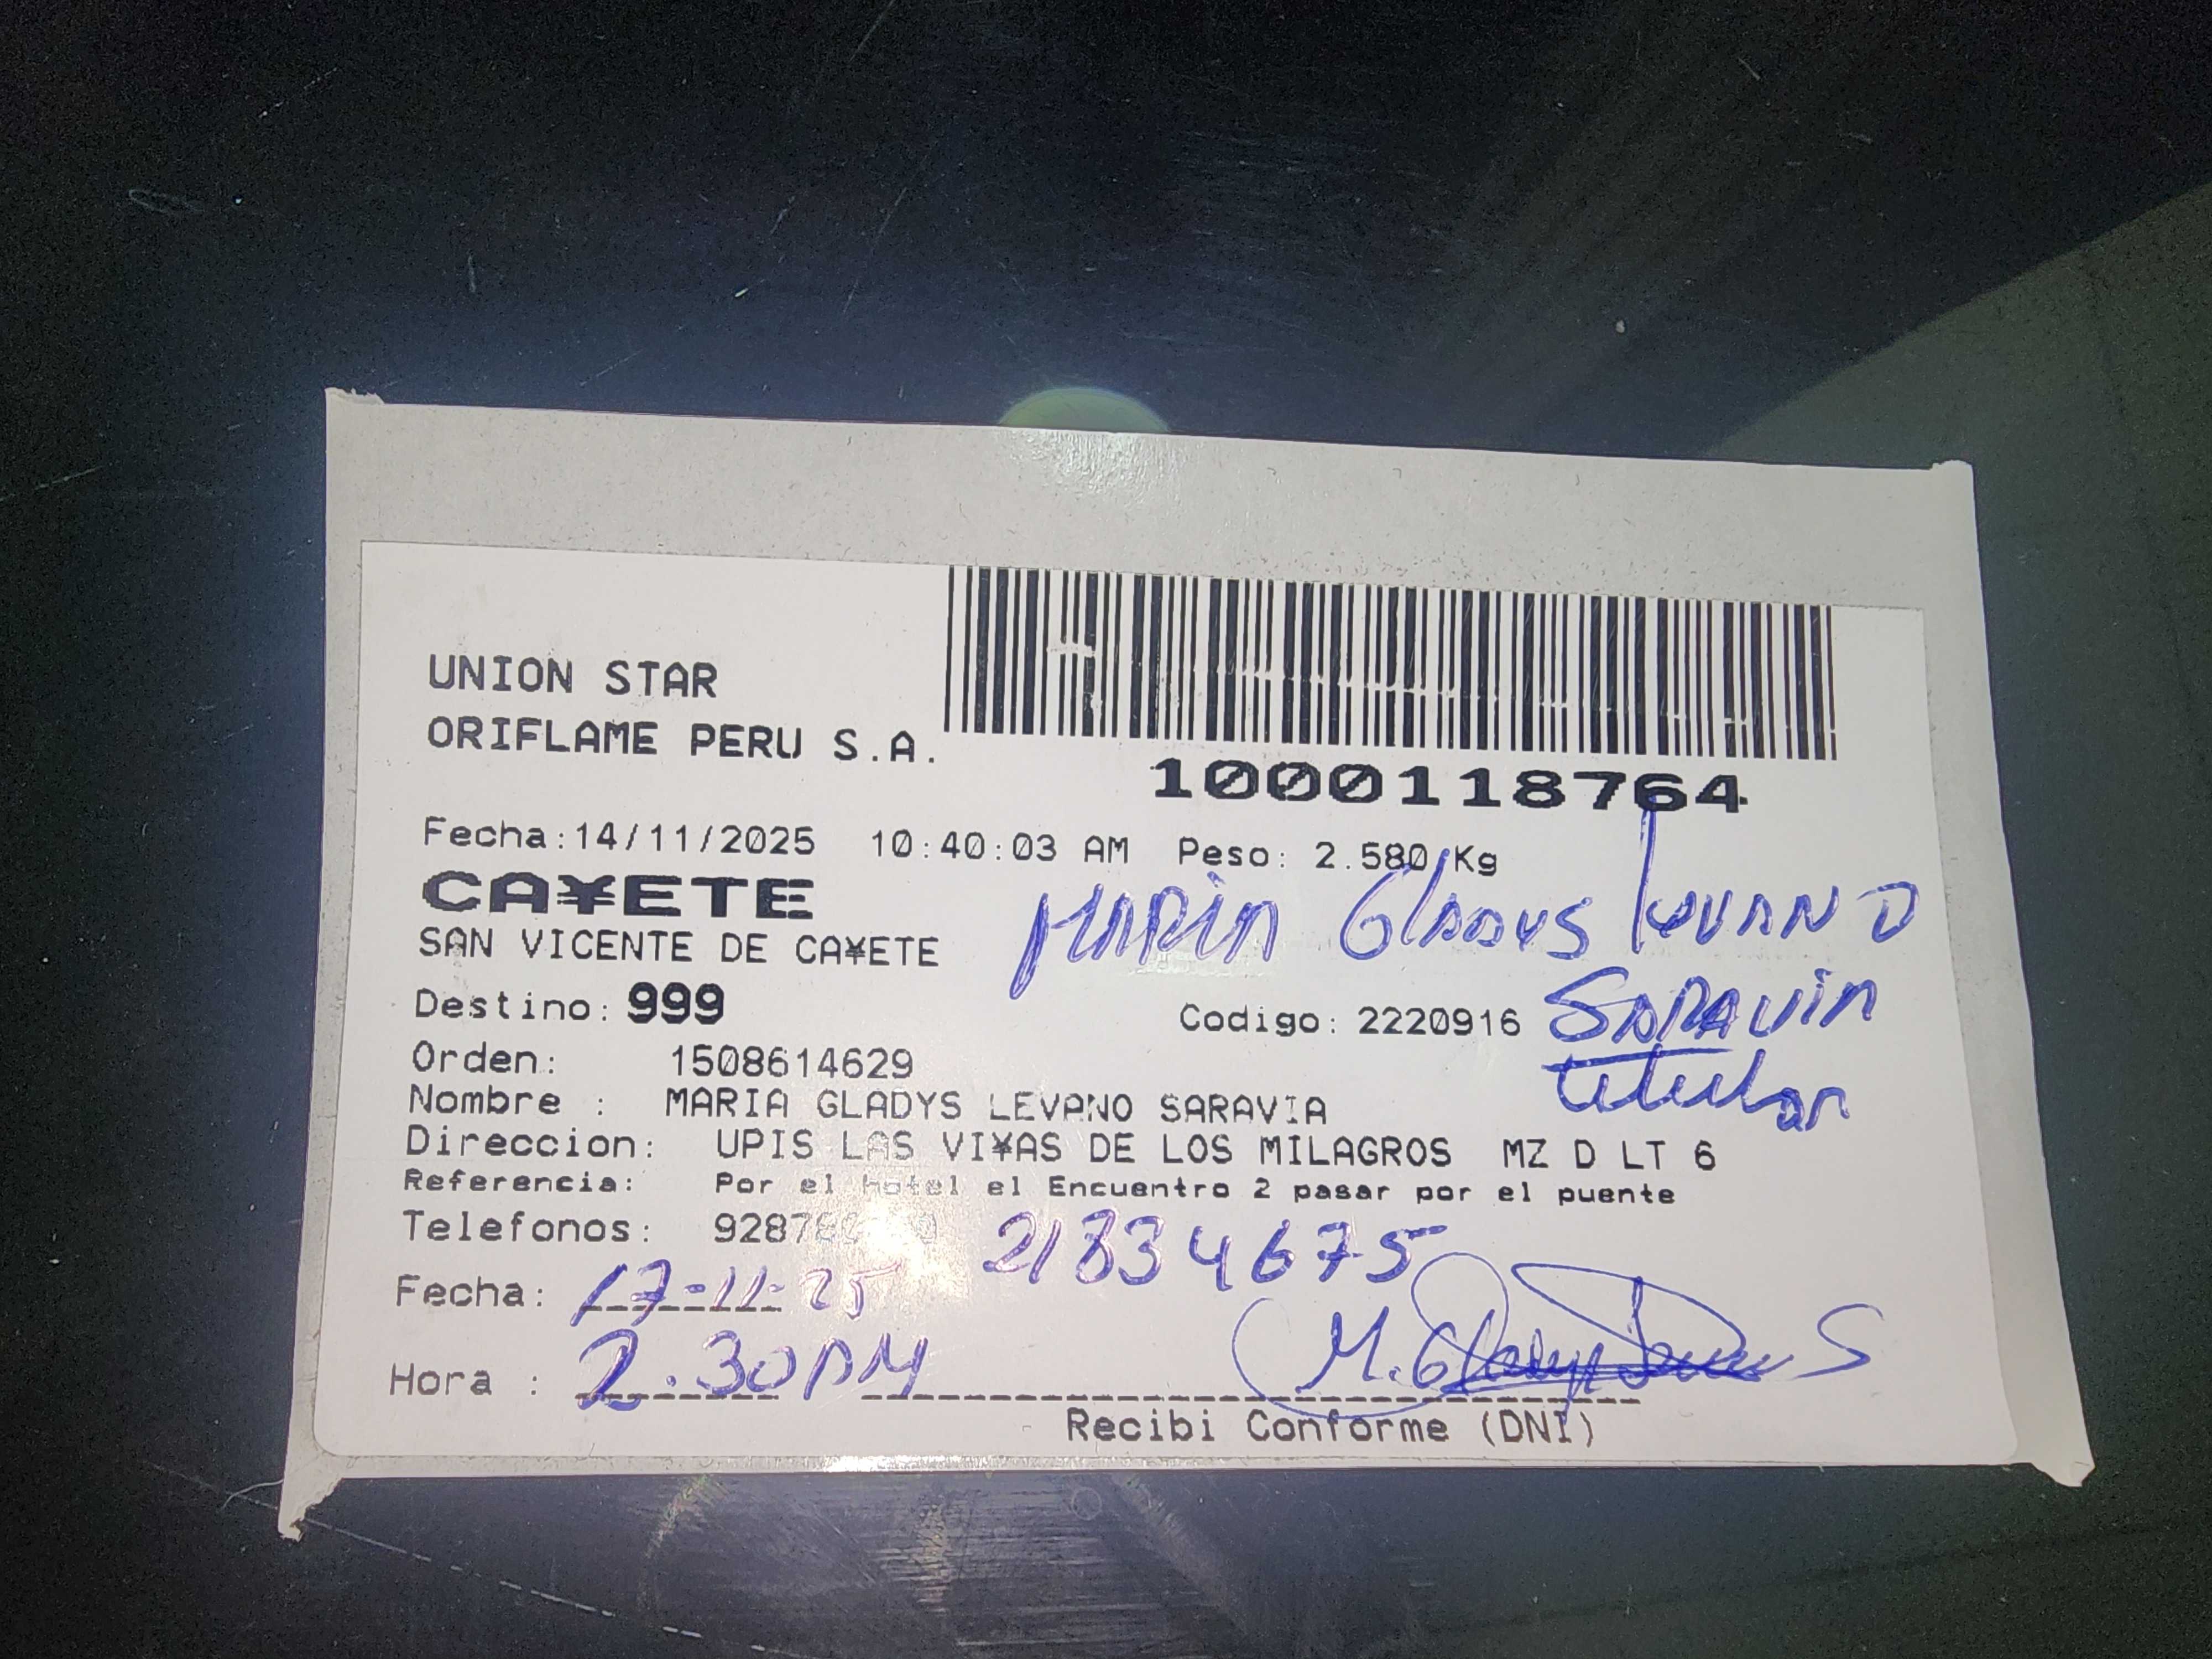 UNION STAR
ORIFLAME PERU S.A.
1000118764
Fecha:14/11/2025 10:40:03 AM Peso: 2.580 Kg
CA¥ETE
SAN VICENTE DE CA¥ETE
MARIA GLADYS LEVANO
SARAVIA
titular
Destino: 999 Codigo: 2220916
Orden: 1508614629
Nombre : MARIA GLADYS LEVANO SARAVIA
Direccion: UPIS LAS VI¥AS DE LOS MILAGROS MZ D LT 6
Referencia: Por el hotel el Encuentro 2 pasar por el puente
Telefonos:
21834675
Fecha: 17-11-25
Hora : 2.30 PM
Recibi Conforme (DNI)